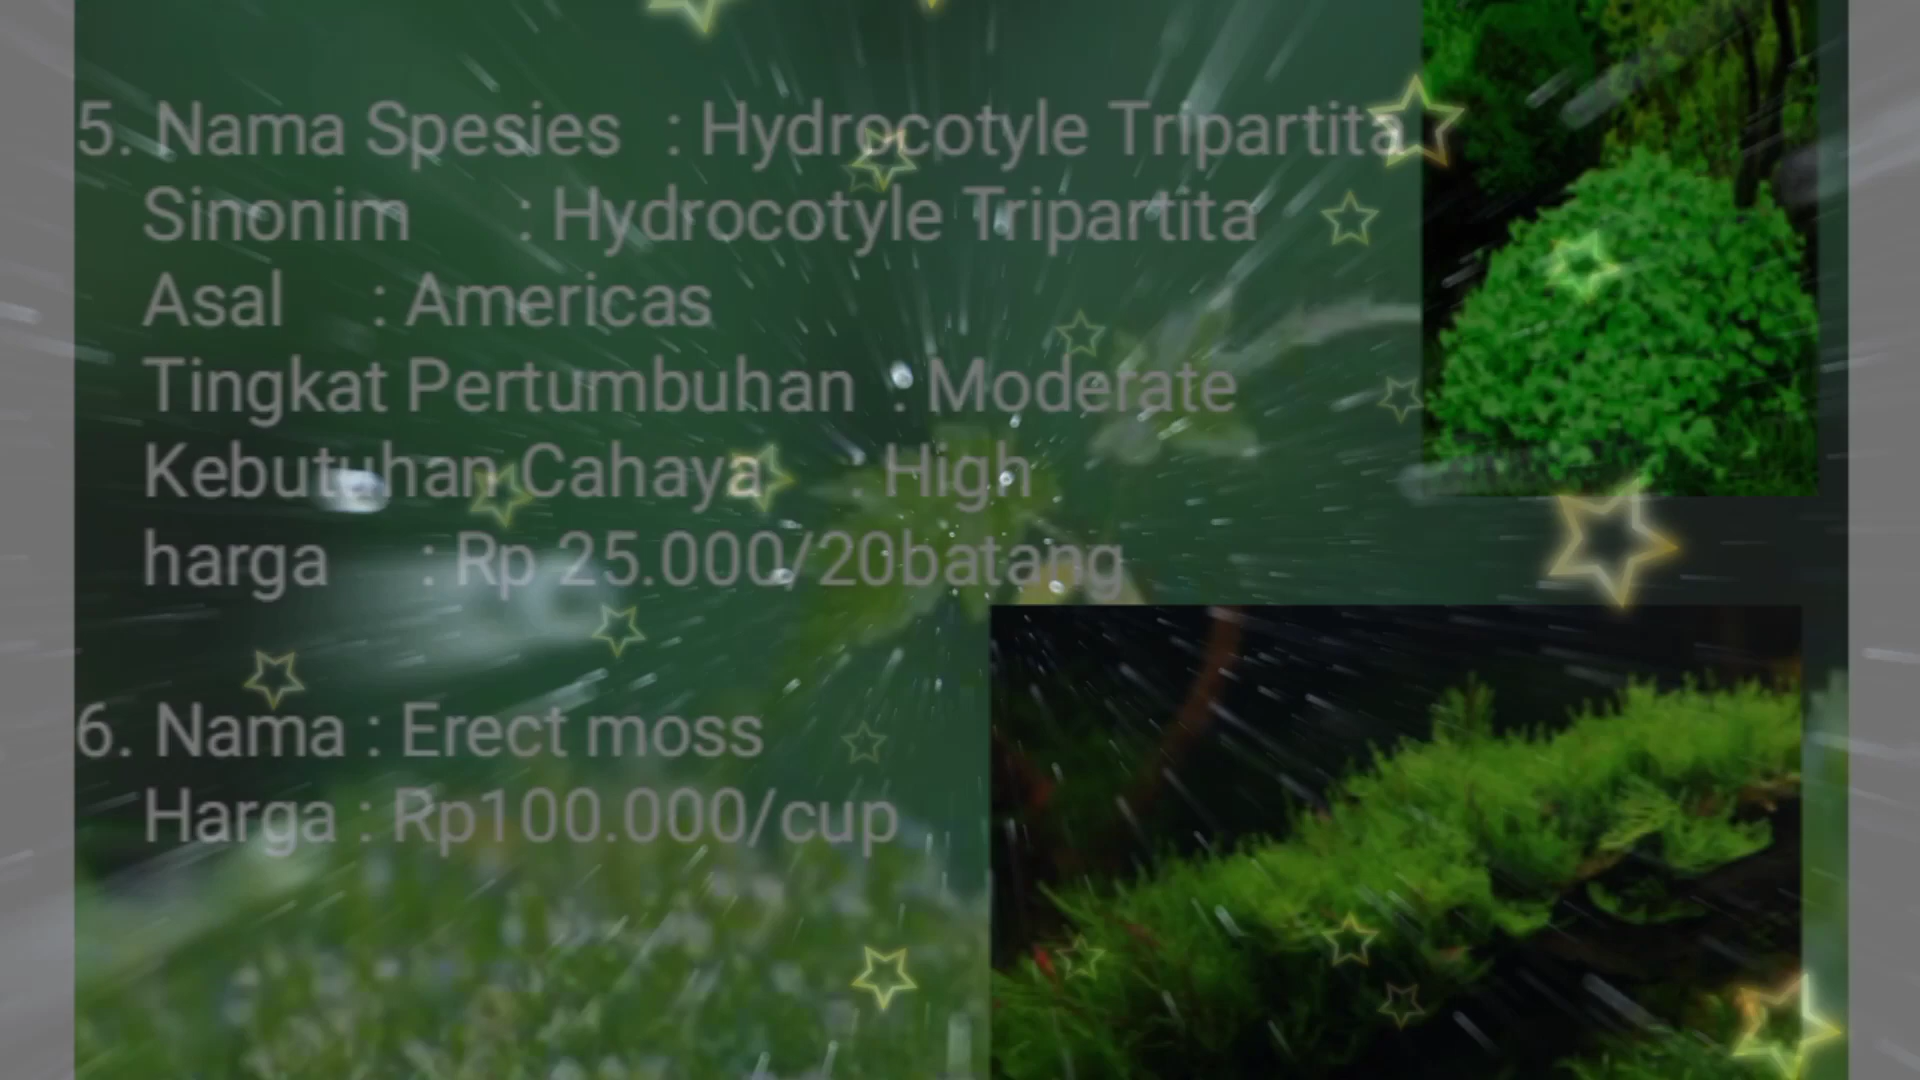 5. Nama Spesies : Hydrocotyle Tripartita
Sinonim : Hydrocotyle Tripartita
Asal : Americas
Tingkat Pertumbuhan : Moderate
Kebutuhan Cahaya : High
harga : Rp 25.000/20batang
6. Nama : Erect moss
Harga : Rp100.000/cup